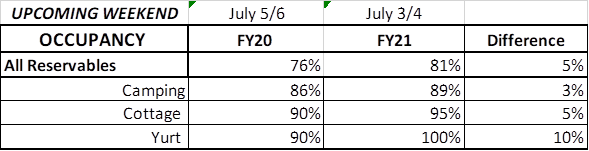 UPCOMING WEEKEND July 5/6 July 3/4
OCCUPANCY FY20 FY21 Difference
All Reservables 76% 81% 5%
Camping 86% 89% 3%
Cottage 90% 95% 5%
Yurt 90% 100% 10%